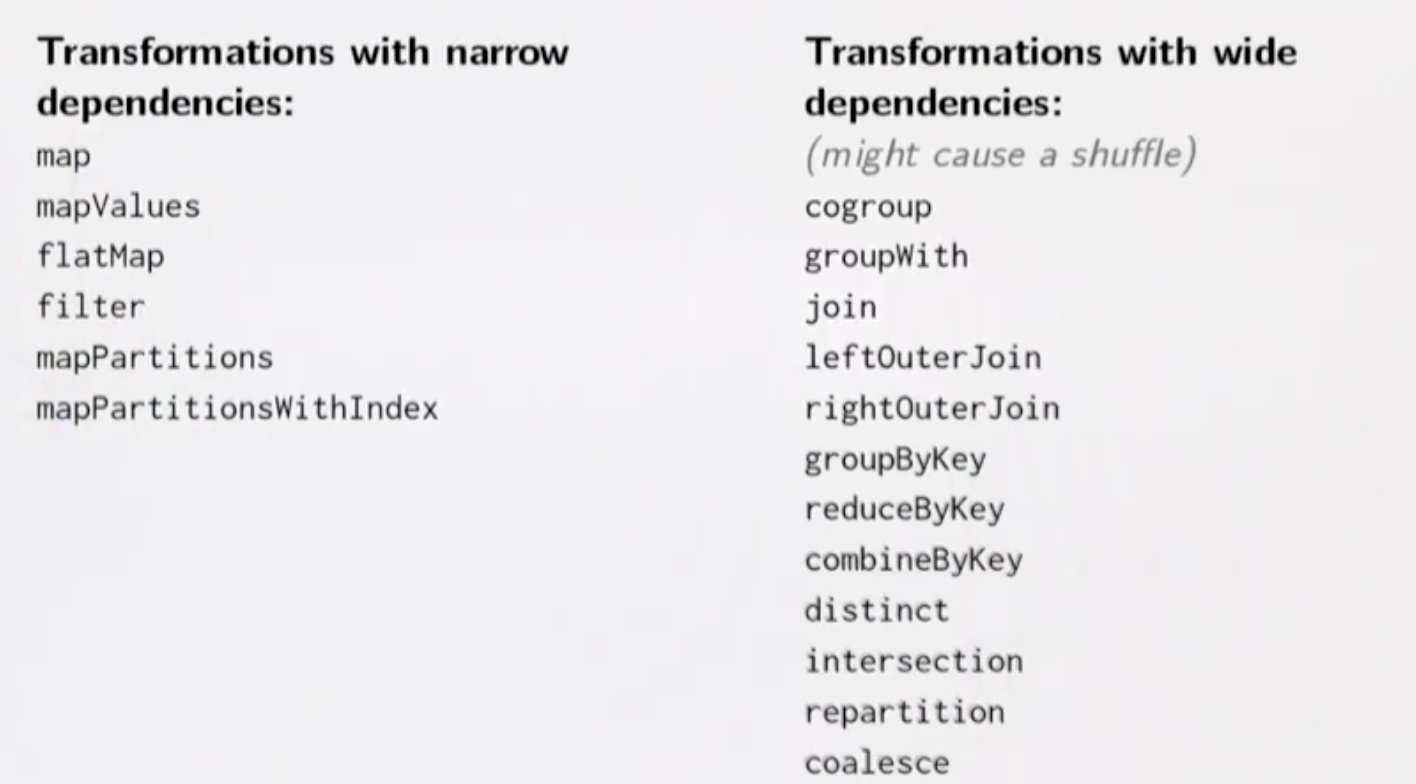 Transformations with narrow
dependencies:
map
mapValues
flatMap
filter
mapPartitions
mapPartitionsWithIndex
Transformations with wide
dependencies:
(might cause a shuffle)
cogroup
groupWith
join
leftOuterJoin
rightOuterJoin
groupByKey
reduceByKey
combineByKey
distinct
intersection
repartition
coalesce